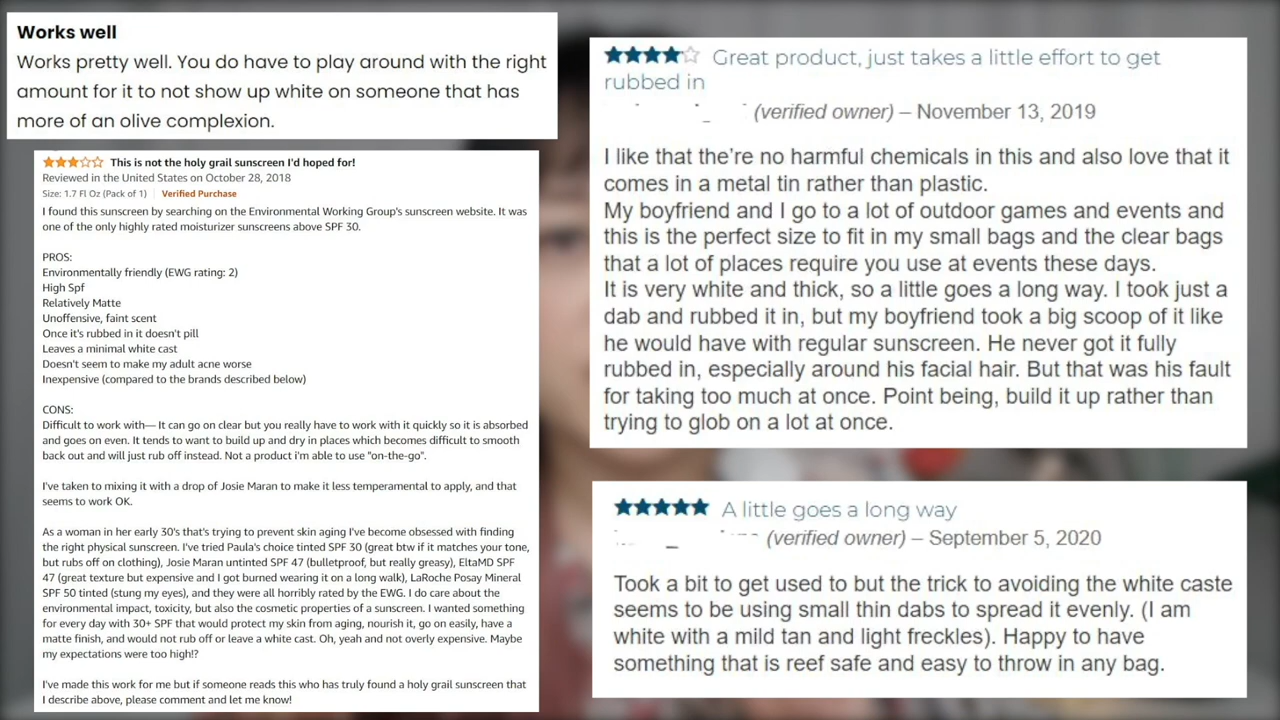 Works well
Works pretty well. You do have to play around with the right
amount for it to not show up white on someone that has
more of an olive complexion.
This is not the holy grail sunscreen I'd hoped for!
Reviewed in the United States on October 28, 2018
Size: 1.7 Fl Oz (Pack of 1) | Verified Purchase
I found this sunscreen by searching on the Environmental Working Group's sunscreen website. It was
one of the only highly rated moisturizer sunscreens above SPF 30.
PROS:
Environmentally friendly (EWG rating: 2)
High Spf
Relatively Matte
Unoffensive, faint scent
Once it's rubbed in it doesn't pill
Leaves a minimal white cast
Doesn't seem to make my adult acne worse
Inexpensive (compared to the brands described below)
CONS:
Difficult to work with— It can go on clear but you really have to work with it quickly so it is absorbed
and goes on even. It tends to want to build up and dry in places which becomes difficult to smooth
back out and will just rub off instead. Not a product i'm able to use "on-the-go".
I've taken to mixing it with a drop of Josie Maran to make it less temperamental to apply, and that
seems to work OK.
As a woman in her early 30's that's trying to prevent skin aging I've become obsessed with finding
the right physical sunscreen. I've tried Paula's choice tinted SPF 30 (great btw if it matches your tone,
but rubs off on clothing), Josie Maran untinted SPF 47 (bulletproof, but really greasy), EltaMD SPF
47 (great texture but expensive and I got burned wearing it on a long walk), LaRoche Posay Mineral
SPF 50 tinted (stung my eyes), and they were all horribly rated by the EWG. I do care about the
environmental impact, toxicity, but also the cosmetic properties of a sunscreen. I wanted something
for every day with 30+ SPF that would protect my skin from aging, nourish it, go on easily, have a
matte finish, and would not rub off or leave a white cast. Oh, yeah and not overly expensive. Maybe
my expectations were too high!?
I've made this work for me but if someone reads this who has truly found a holy grail sunscreen that
I describe above, please comment and let me know!
Great product, just takes a little effort to get
rubbed in
(verified owner) – November 13, 2019
I like that the're no harmful chemicals in this and also love that it
comes in a metal tin rather than plastic.
My boyfriend and I go to a lot of outdoor games and events and
this is the perfect size to fit in my small bags and the clear bags
that a lot of places require you use at events these days.
It is very white and thick, so a little goes a long way. I took just a
dab and rubbed it in, but my boyfriend took a big scoop of it like
he would have with regular sunscreen. He never got it fully
rubbed in, especially around his facial hair. But that was his fault
for taking too much at once. Point being, build it up rather than
trying to glob on a lot at once.
A little goes a long way
(verified owner) – September 5, 2020
Took a bit to get used to but the trick to avoiding the white caste
seems to be using small thin dabs to spread it evenly. (I am
white with a mild tan and light freckles). Happy to have
something that is reef safe and easy to throw in any bag.